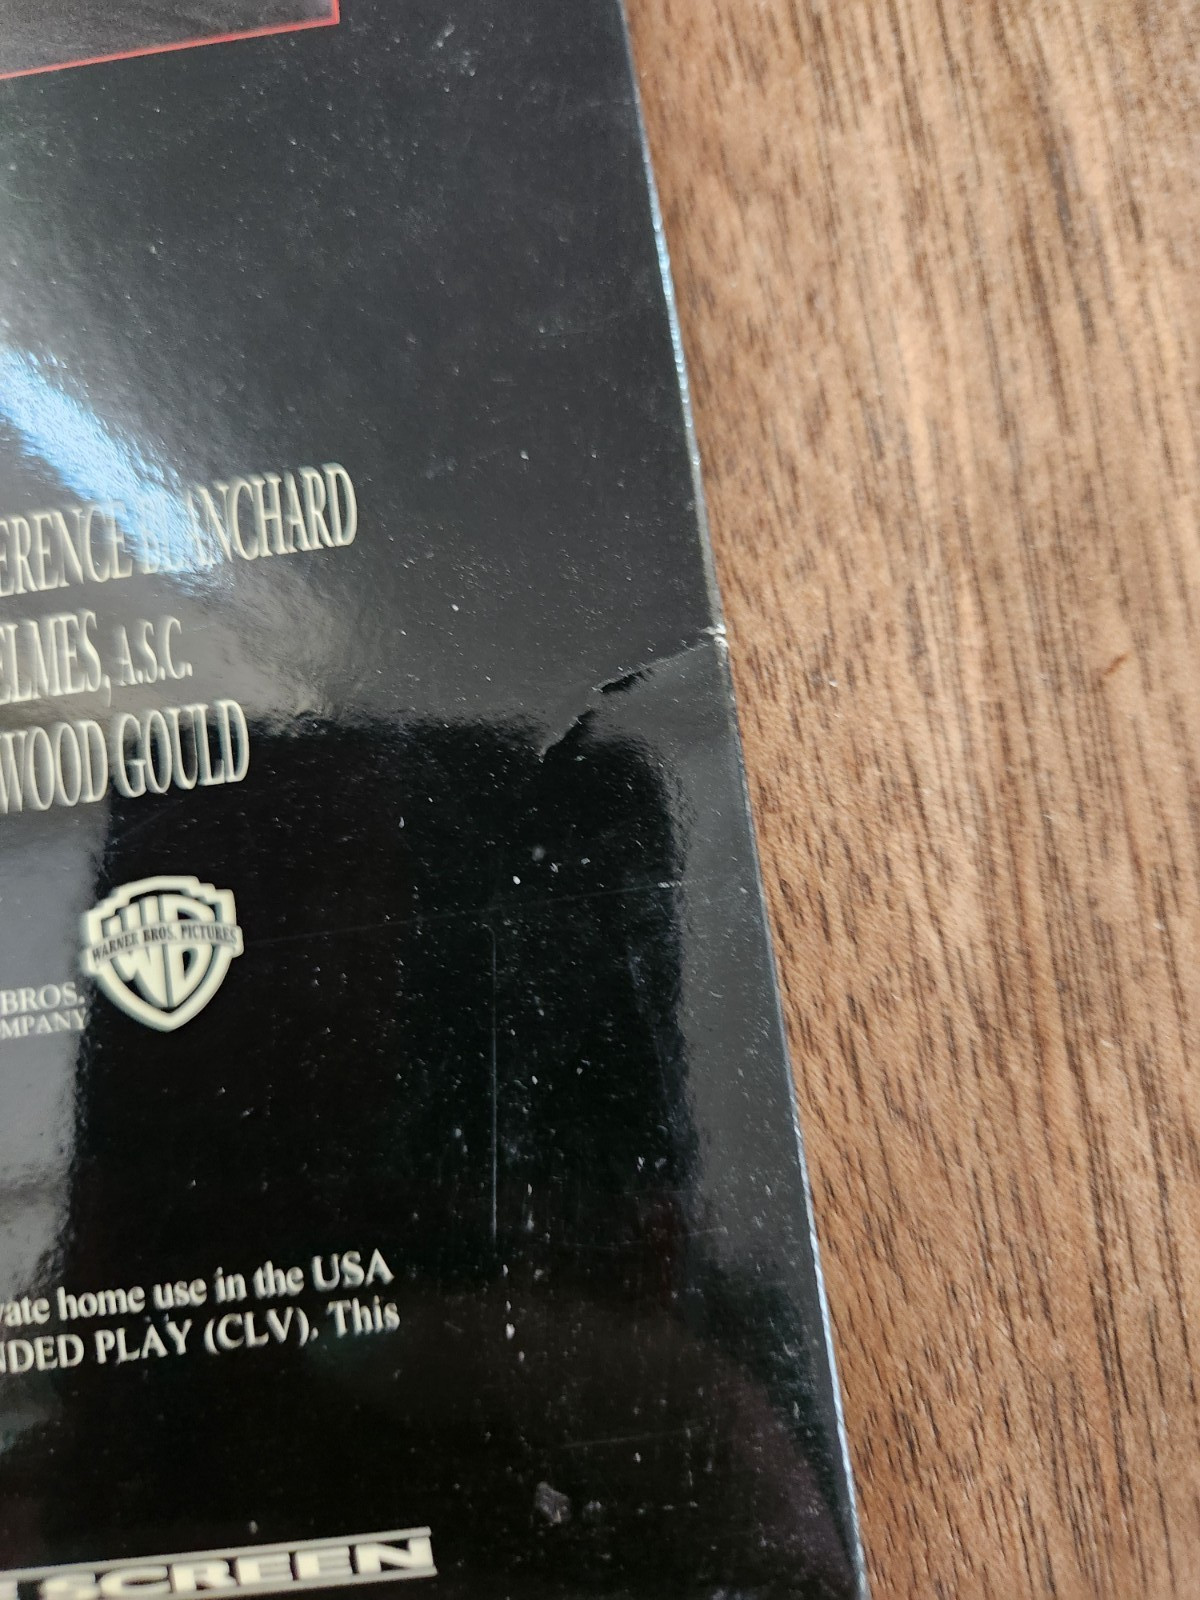 ERENCE BLANCHARD
ELMES, A.S.C.
WOOD GOULD
WARNER BROS. PICTURES
BROS.
OMPANY
vate home use in the USA
NDED PLAY (CLV). This
SCREEN